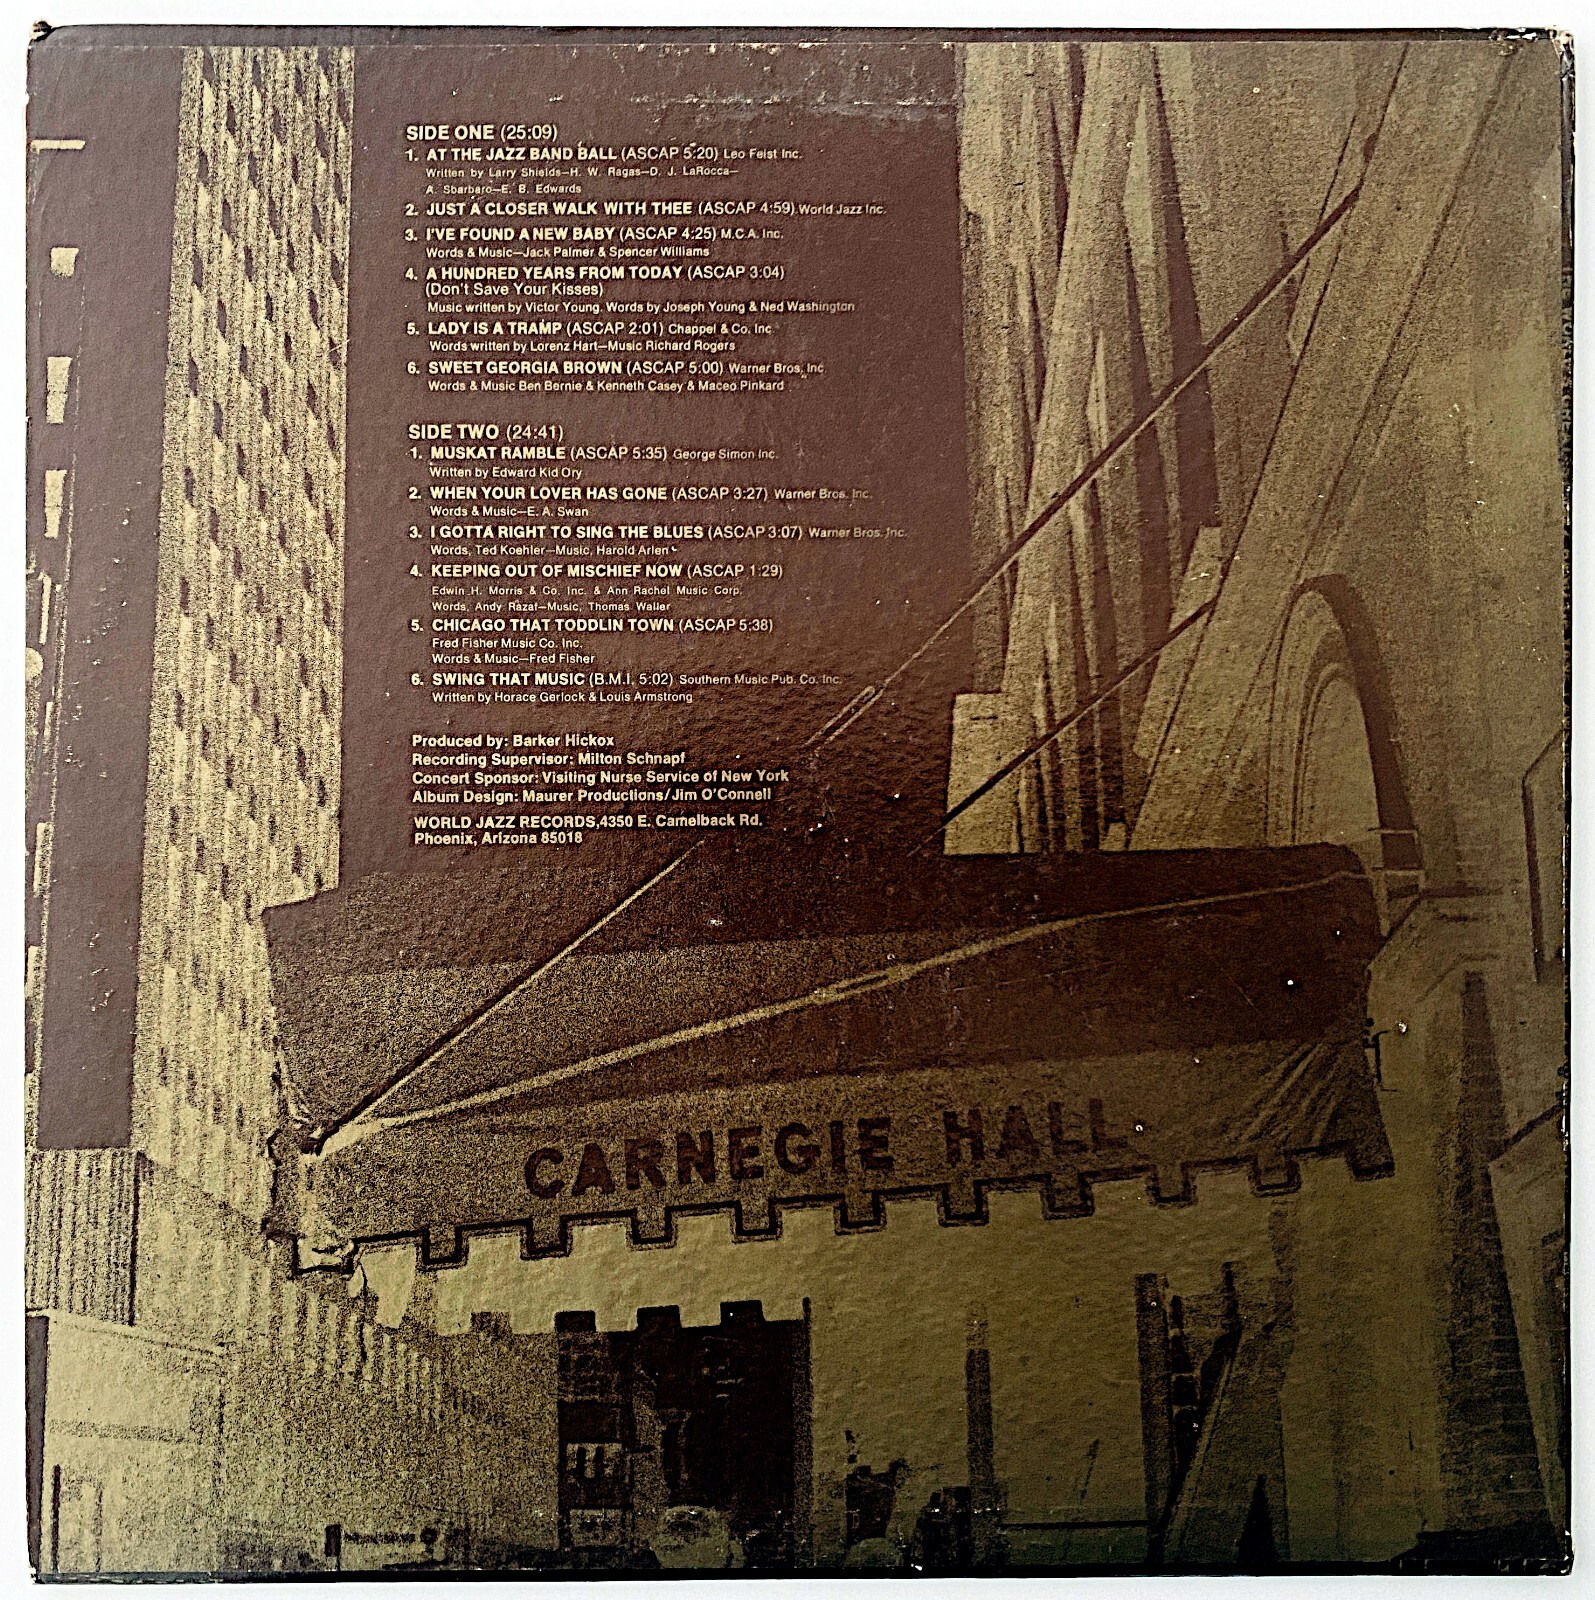 SIDE ONE (25:09)
1. AT THE JAZZ BAND BALL (ASCAP 5:20) Leo Feist Inc.
Written by Larry Shields—H. W. Ragas—D. J. LaRocca—
A. Sbarbaro—E. B. Edwards
2. JUST A CLOSER WALK WITH THEE (ASCAP 4:59) World Jazz Inc.
3. I'VE FOUND A NEW BABY (ASCAP 4:25) M.C.A. Inc.
Words & Music—Jack Palmer & Spencer Williams
4. A HUNDRED YEARS FROM TODAY (ASCAP 3:04)
(Don't Save Your Kisses)
Music written by Victor Young. Words by Joseph Young & Ned Washington
5. LADY IS A TRAMP (ASCAP 2:01) Chappel & Co. Inc.
Words written by Lorenz Hart—Music Richard Rogers
6. SWEET GEORGIA BROWN (ASCAP 5:00) Warner Bros. Inc.
Words & Music Ben Bernie & Kenneth Casey & Maceo Pinkard
SIDE TWO (24:41)
1. MUSKAT RAMBLE (ASCAP 5:35) George Simon Inc.
Written by Edward Kid Ory
2. WHEN YOUR LOVER HAS GONE (ASCAP 3:27) Warner Bros. Inc.
Words & Music—E. A. Swan
3. I GOTTA RIGHT TO SING THE BLUES (ASCAP 3:07) Warner Bros. Inc.
Words, Ted Koehler—Music, Harold Arlen
4. KEEPING OUT OF MISCHIEF NOW (ASCAP 1:29)
Edwin H. Morris & Co. Inc. & Ann Rachel Music Corp.
Words, Andy Razaf—Music, Thomas Waller
5. CHICAGO THAT TODDLIN TOWN (ASCAP 5:38)
Fred Fisher Music Co. Inc.
Words & Music—Fred Fisher
6. SWING THAT MUSIC (B.M.I. 5:02) Southern Music Pub. Co. Inc.
Written by Horace Gerlock & Louis Armstrong
Produced by: Barker Hickox
Recording Supervisor: Milton Schnapf
Concert Sponsor: Visiting Nurse Service of New York
Album Design: Maurer Productions/Jim O'Connell
WORLD JAZZ RECORDS, 4350 E. Camelback Rd.
Phoenix, Arizona 85018
CARNEGIE HALL